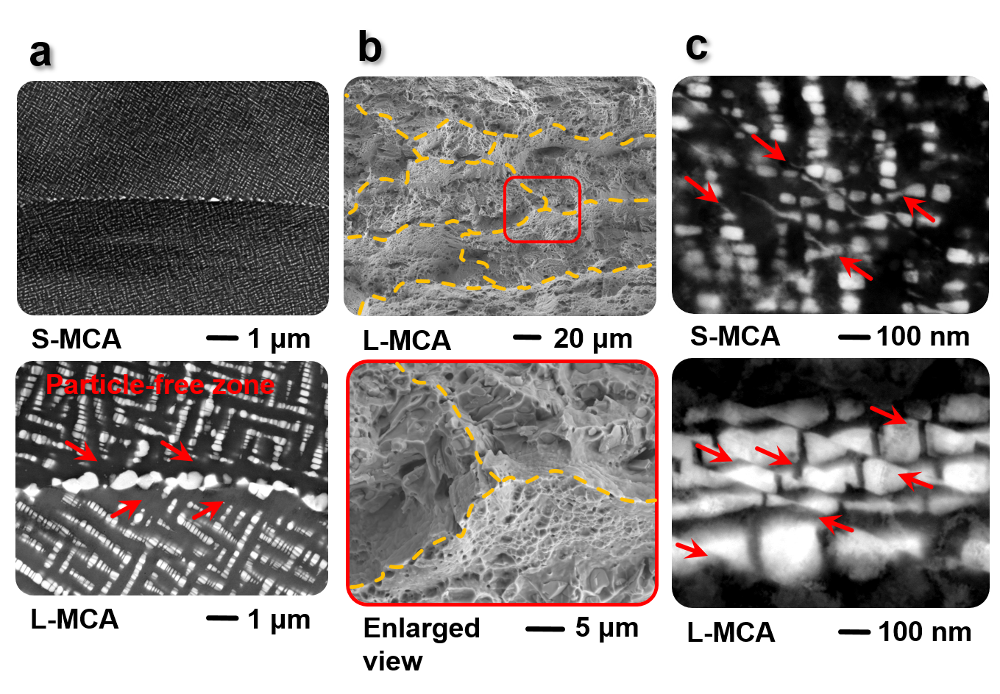 a
S-MCA 1 µm
Particle-free zone
L-MCA 1 µm
b
L-MCA 20 µm
Enlarged view 5 µm
c
S-MCA 100 nm
L-MCA 100 nm